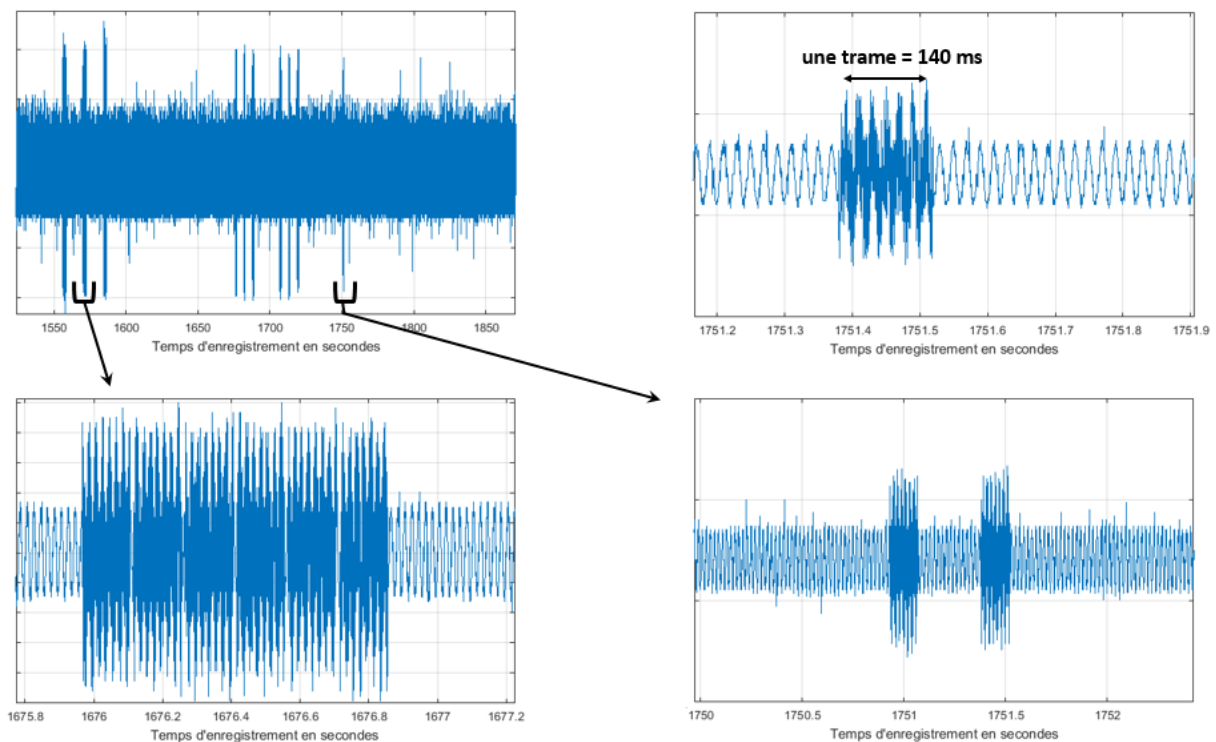 1550 1600 1650 1700 1750 1800 1850
Temps d'enregistrement en secondes
une trame = 140 ms
1751.2 1751.3 1751.4 1751.5 1751.6 1751.7 1751.8 1751.9
Temps d'enregistrement en secondes
1675.8 1676 1676.2 1676.4 1676.6 1676.8 1677 1677.2
Temps d'enregistrement en secondes
1750 1750.5 1751 1751.5 1752
Temps d'enregistrement en secondes